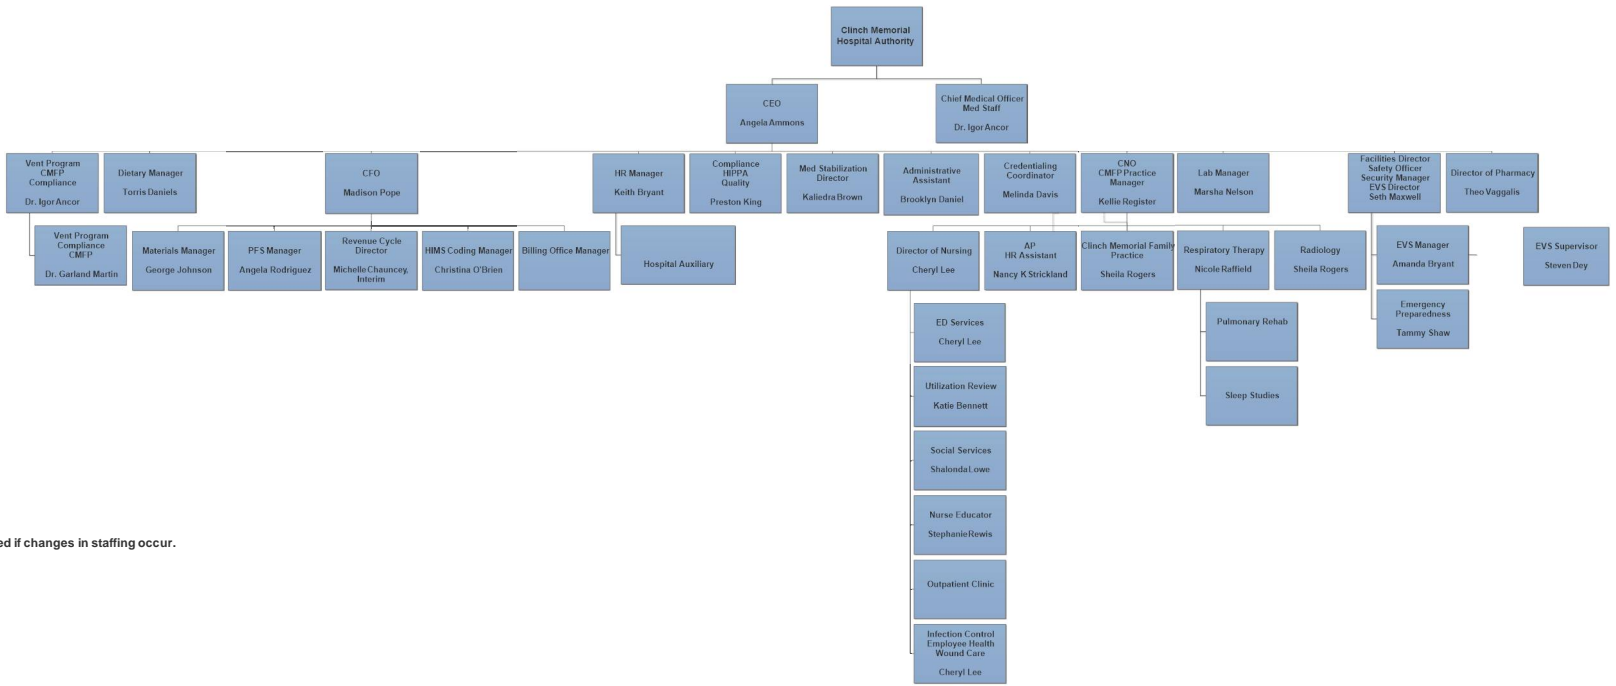 Clinch Memorial
Hospital Authority
CEO
Angela Ammons
Chief Medical Officer
Med Staff
Dr. Igor Ancor
Vent Program
CMFP
Compliance
Dr. Igor Ancor
Dietary Manager
Torris Daniels
CFO
Madison Pope
HR Manager
Keith Bryant
Compliance
HIPPA
Quality
Preston King
Med Stabilization
Director
Kaliedra Brown
Administrative
Assistant
Brooklyn Daniel
Credentialing
Coordinator
Melinda Davis
CNO
CMFP Practice
Manager
Kellie Register
Lab Manager
Marsha Nelson
Facilities Director
Safety Officer
Security Manager
EVS Director
Seth Maxwell
Director of Pharmacy
Theo Vaggalis
Vent Program
Compliance
CMFP
Dr. Garland Martin
Materials Manager
George Johnson
PFS Manager
Angela Rodriguez
Revenue Cycle
Director
Michelle Chauncey,
Interim
HIMS Coding Manager
Christina O'Brien
Billing Office Manager
Hospital Auxiliary
Director of Nursing
Cheryl Lee
AP
HR Assistant
Nancy K Strickland
Clinch Memorial Family
Practice
Sheila Rogers
Respiratory Therapy
Nicole Raffield
Radiology
Sheila Rogers
EVS Manager
Amanda Bryant
EVS Supervisor
Steven Dey
ED Services
Cheryl Lee
Pulmonary Rehab
Emergency
Preparedness
Tammy Shaw
Utilization Review
Katie Bennett
Sleep Studies
Social Services
Shalonda Lowe
Nurse Educator
Stephanie Rewis
ed if changes in staffing occur.
Outpatient Clinic
Infection Control
Employee Health
Wound Care
Cheryl Lee